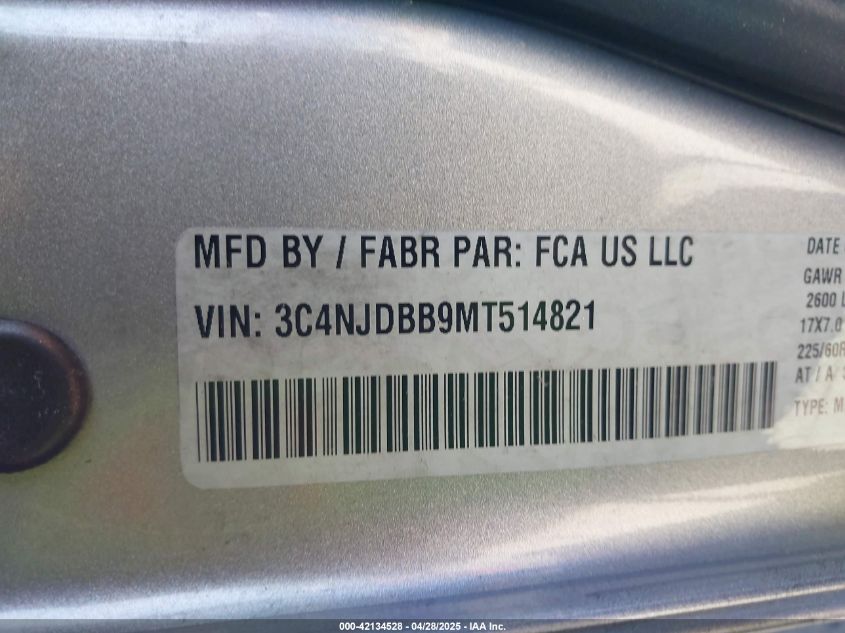 MFD BY / FABR PAR: FCA US LLC
VIN: 3C4NJDBB9MT514821
DATE
GAWR
2600
17X7.0
225/60R
AT / A
TYPE: M
000-42134528 - 04/28/2025 - IAA Inc.